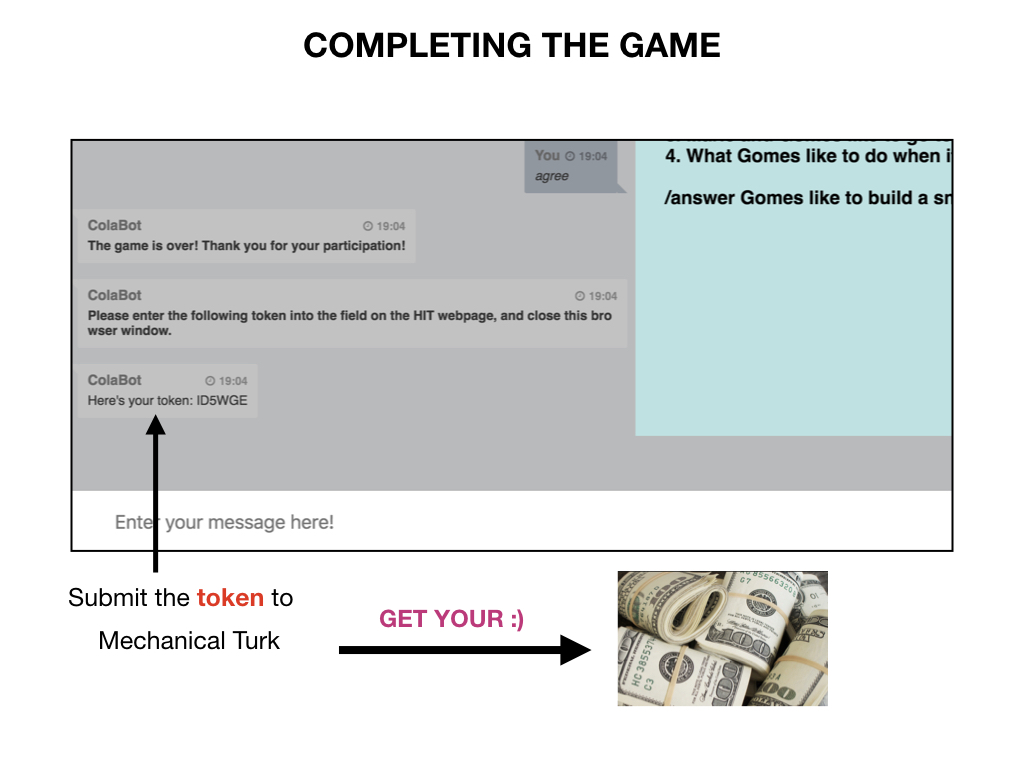 COMPLETING THE GAME
You 19:04
agree
ColaBot 19:04
The game is over! Thank you for your participation!
ColaBot 19:04
Please enter the following token into the field on the HIT webpage, and close this bro
wser window.
ColaBot 19:04
Here's your token: ID5WGE
4. What Gomes like to do when i
/answer Gomes like to build a sn
Enter your message here!
Submit the token to
Mechanical Turk
GET YOUR :)